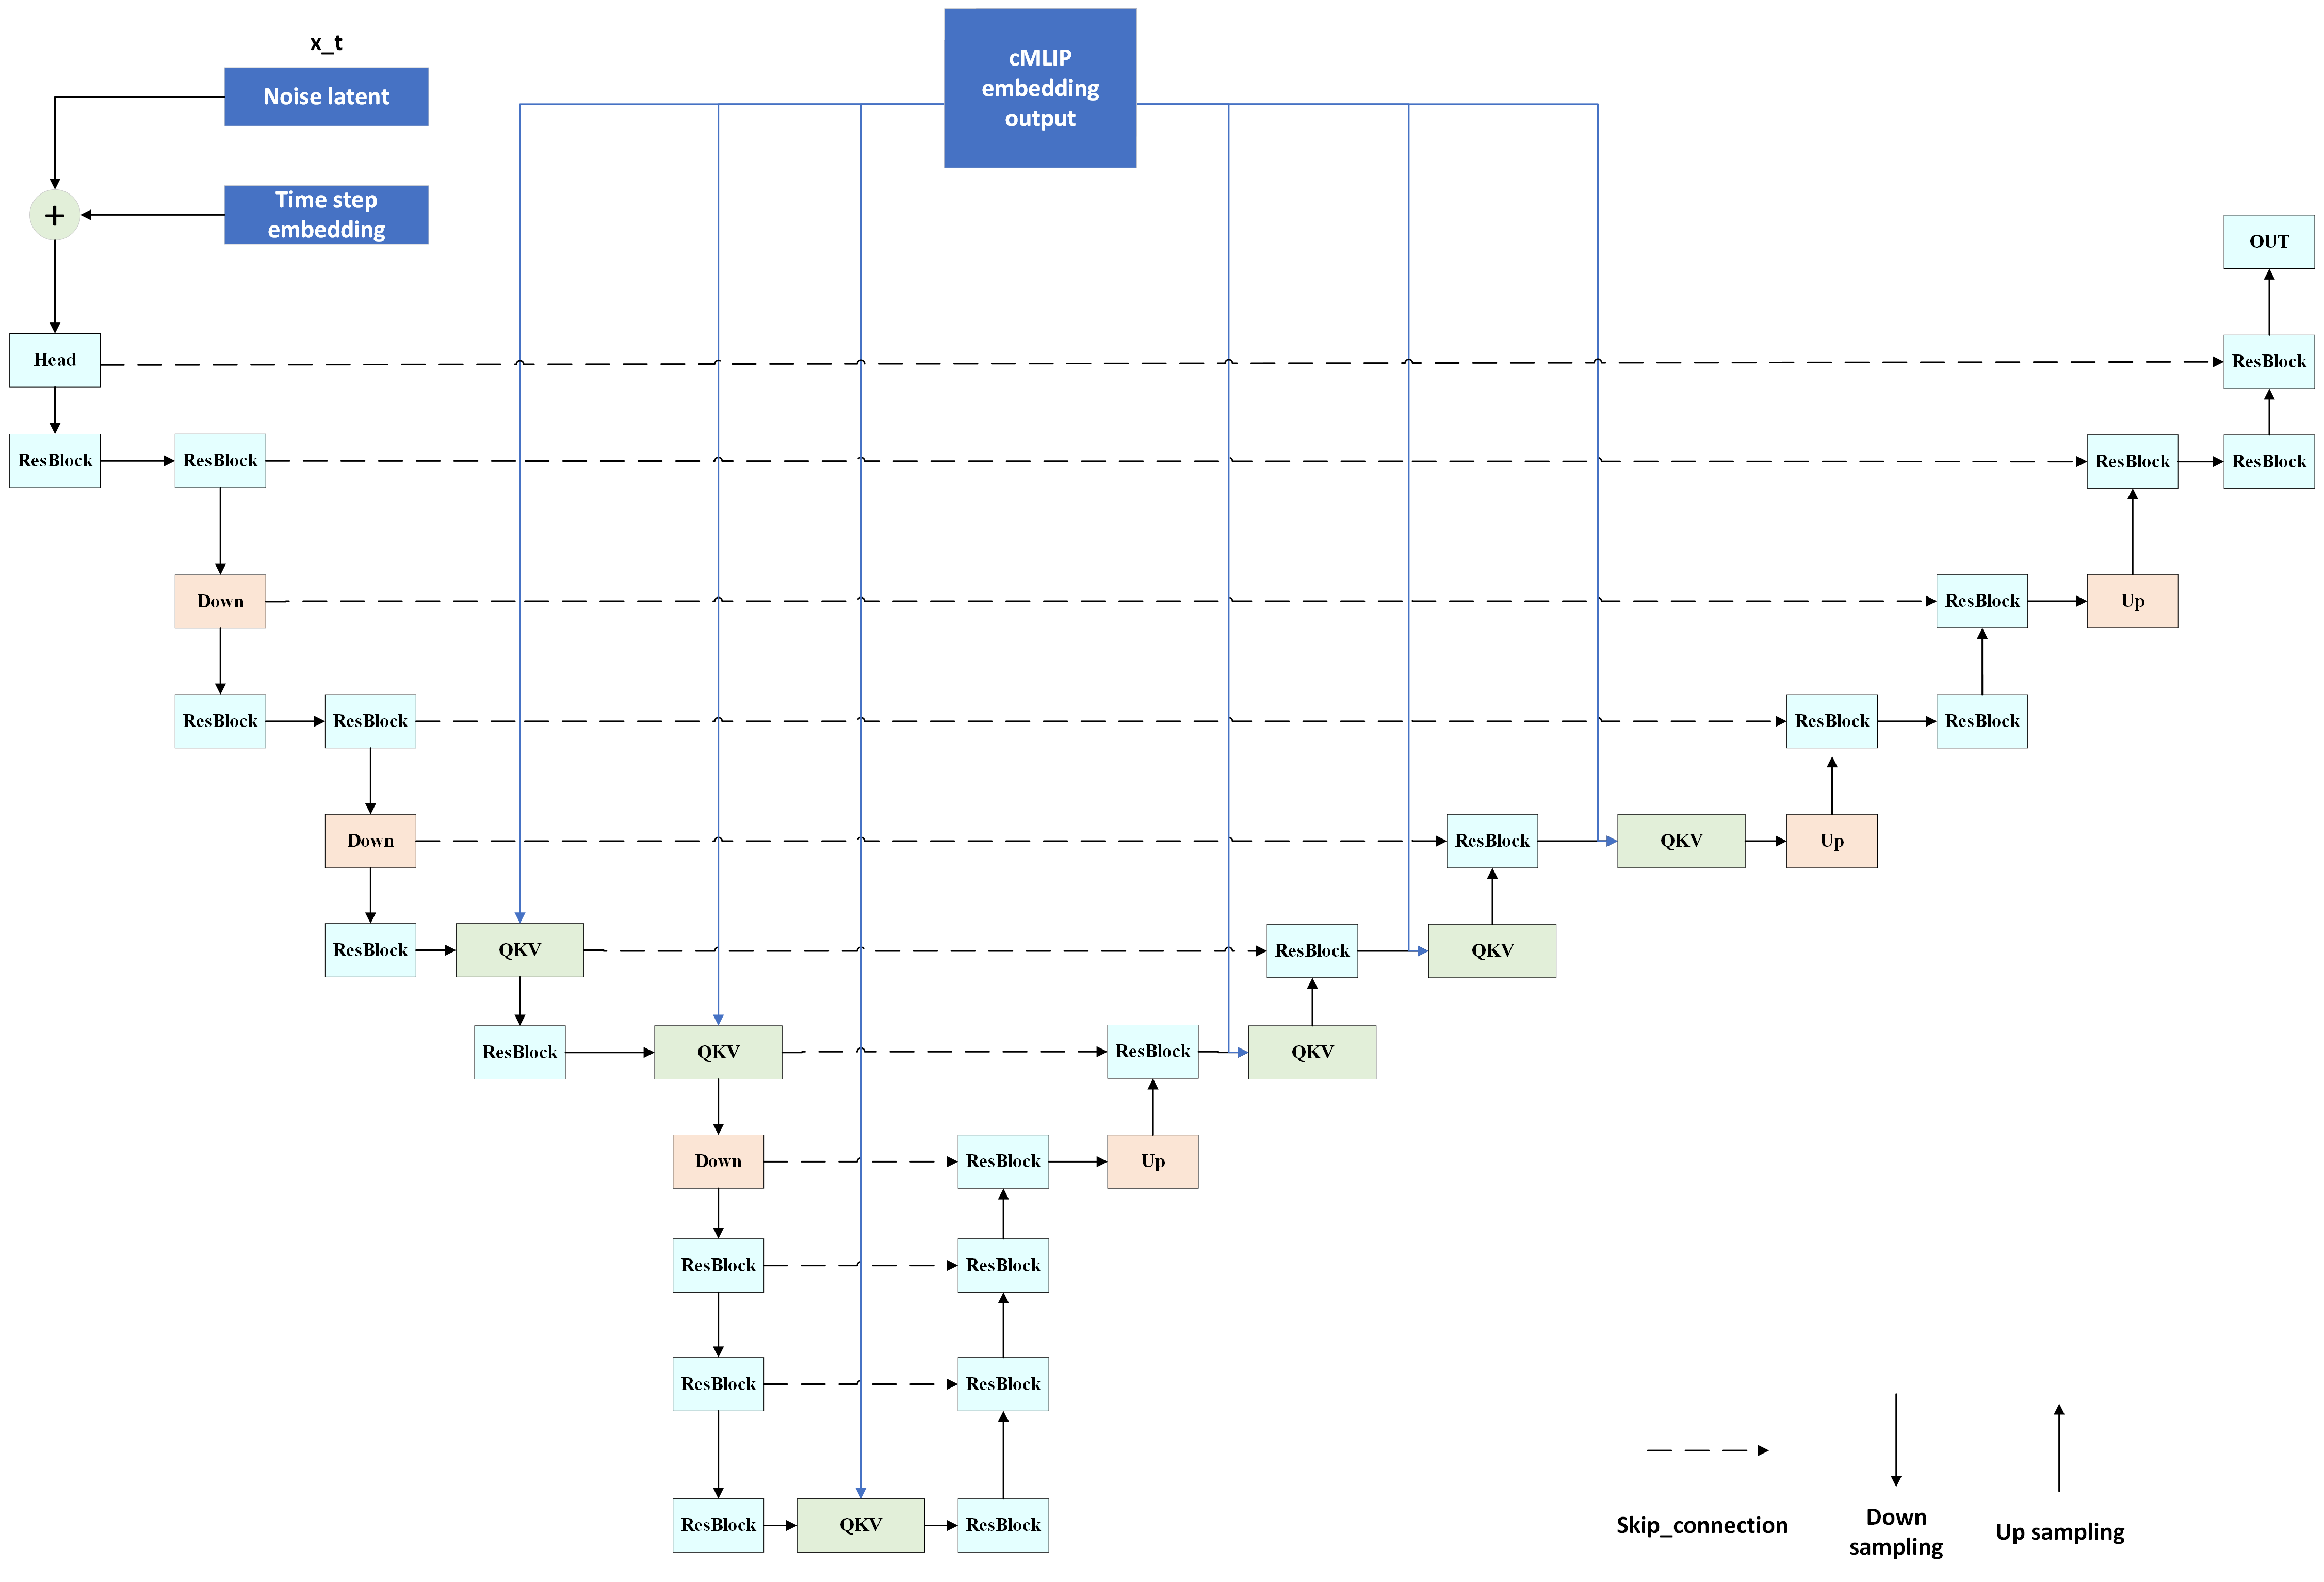 x_t
cMLIP
embedding
output
Noise latent
Time step
embedding
+
OUT
Head
ResBlock
ResBlock
ResBlock
ResBlock
ResBlock
Down
ResBlock
Up
ResBlock
ResBlock
ResBlock
ResBlock
Down
ResBlock
QKV
Up
ResBlock
QKV
ResBlock
QKV
ResBlock
QKV
ResBlock
QKV
Down
ResBlock
Up
ResBlock
ResBlock
ResBlock
ResBlock
ResBlock
QKV
ResBlock
Skip_connection
Down
sampling
Up sampling